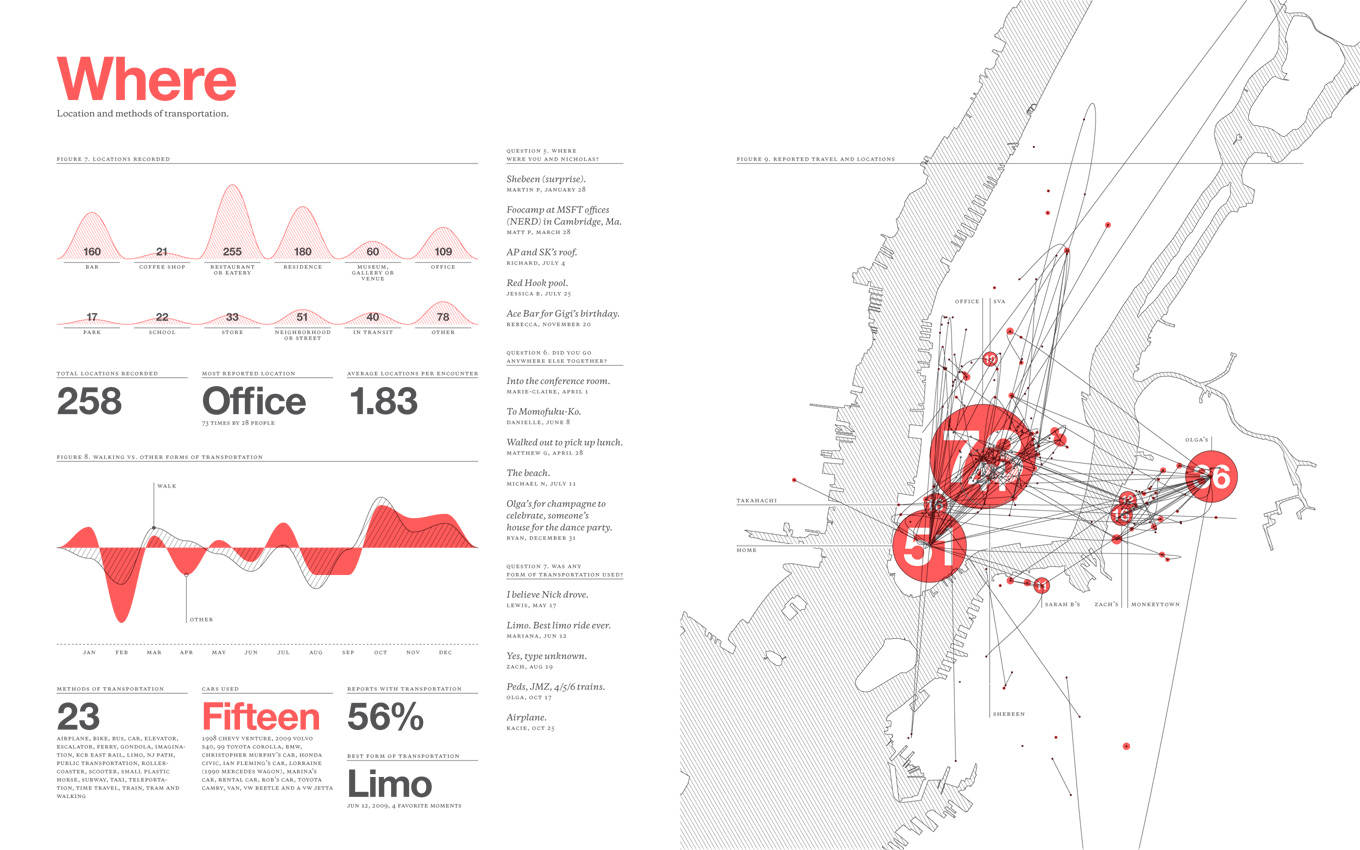 Where
Location and methods of transportation.
FIGURE 7. LOCATIONS RECORDED
160
BAR
21
COFFEE SHOP
255
RESTAURANT
OR EATERY
180
RESIDENCE
60
MUSEUM,
GALLERY OR
VENUE
109
OFFICE
17
PARK
22
SCHOOL
33
STORE
51
NEIGHBORHOOD
OR STREET
40
IN TRANSIT
78
OTHER
TOTAL LOCATIONS RECORDED
258
MOST REPORTED LOCATION
Office
73 TIMES BY 28 PEOPLE
AVERAGE LOCATIONS PER ENCOUNTER
1.83
FIGURE 8. WALKING VS. OTHER FORMS OF TRANSPORTATION
WALK
OTHER
JAN FEB MAR APR MAY JUN JUL AUG SEP OCT NOV DEC
METHODS OF TRANSPORTATION
23
AIRPLANE, BIKE, BUS, CAR, ELEVATOR,
ESCALATOR, FERRY, GONDOLA, IMAGINA-
TION, KCR EAST RAIL, LIMO, NJ PATH,
PUBLIC TRANSPORTATION, ROLLER-
COASTER, SCOOTER, SMALL PLASTIC
HORSE, SUBWAY, TAXI, TELEPORTA-
TION, TIME TRAVEL, TRAIN, TRAM AND
WALKING
CARS USED
Fifteen
1998 CHEVY VENTURE, 2009 VOLVO
S40, 99 TOYOTA COROLLA, BMW,
CHRISTOPHER MURPHY'S CAR, HONDA
CIVIC, IAN FLEMING'S CAR, LORRAINE
(1990 MERCEDES WAGON), MARINA'S
CAR, RENTAL CAR, ROB'S CAR, TOYOTA
CAMRY, VAN, VW BEETLE AND A VW JETTA
REPORTS WITH TRANSPORTATION
56%
BEST FORM OF TRANSPORTATION
Limo
JUN 12, 2009, 4 FAVORITE MOMENTS
QUESTION 5. WHERE
WERE YOU AND NICHOLAS?
Shebeen (surprise).
MARTIN P, JANUARY 28
Foocamp at MSFT offices
(NERD) in Cambridge, Ma.
MATT P, MARCH 28
AP and SK's roof.
RICHARD, JULY 4
Red Hook pool.
JESSICA B, JULY 25
Ace Bar for Gigi's birthday.
REBECCA, NOVEMBER 20
QUESTION 6. DID YOU GO
ANYWHERE ELSE TOGETHER?
Into the conference room.
MARIE-CLAIRE, APRIL 1
To Momofuku-Ko.
DANIELLE, JUNE 8
Walked out to pick up lunch.
MATTHEW G, APRIL 28
The beach.
MICHAEL N, JULY 11
Olga's for champagne to
celebrate, someone's
house for the dance party.
RYAN, DECEMBER 31
QUESTION 7. WAS ANY
FORM OF TRANSPORTATION USED?
I believe Nick drove.
LEWIS, MAY 17
Limo. Best limo ride ever.
MARIANA, JUN 12
Yes, type unknown.
ZACH, AUG 19
Peds, JMZ, 4/5/6 trains.
OLGA, OCT 17
Airplane.
KACIE, OCT 25
FIGURE 9. REPORTED TRAVEL AND LOCATIONS
OFFICE
SVA
OLGA'S
36
TAKAHACHI
51
HOME
SARAH B'S
ZACH'S
MONKEYTOWN
SHEBEEN